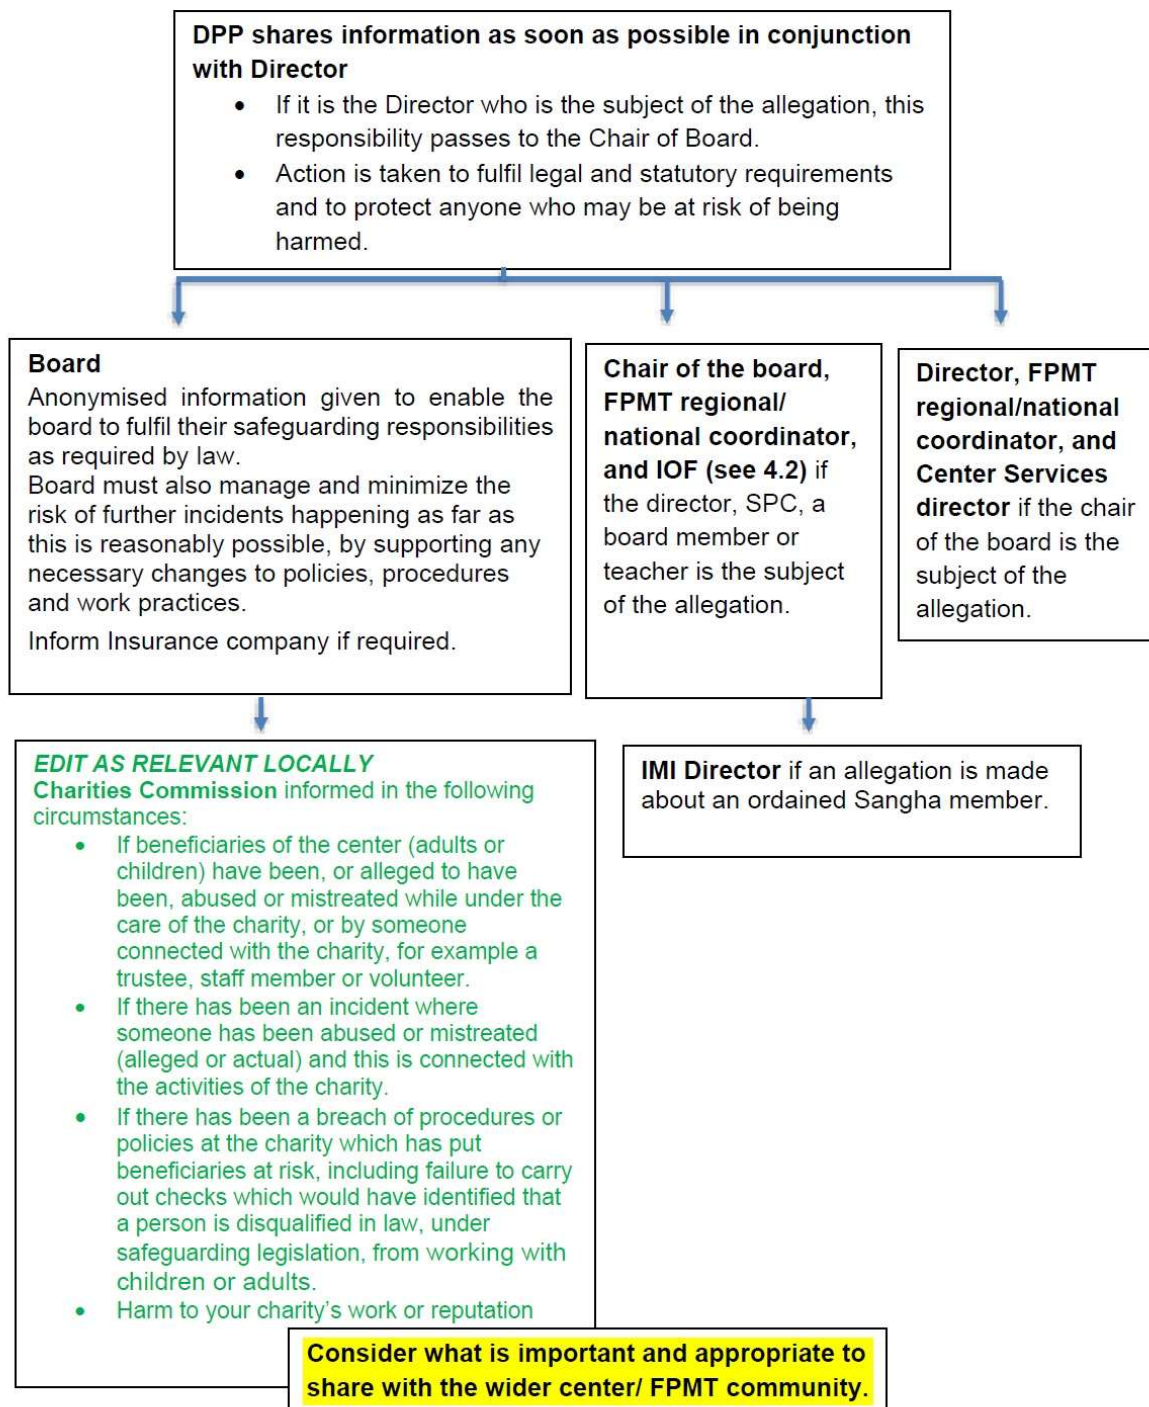 DPP shares information as soon as possible in conjunction
with Director
• If it is the Director who is the subject of the allegation, this
responsibility passes to the Chair of Board.
• Action is taken to fulfil legal and statutory requirements
and to protect anyone who may be at risk of being
harmed.
Board
Anonymised information given to enable the
board to fulfil their safeguarding responsibilities
as required by law.
Board must also manage and minimize the
risk of further incidents happening as far as
this is reasonably possible, by supporting any
necessary changes to policies, procedures
and work practices.
Inform Insurance company if required.
Chair of the board,
FPMT regional/
national coordinator,
and IOF (see 4.2) if
the director, SPC, a
board member or
teacher is the subject
of the allegation.
Director, FPMT
regional/national
coordinator, and
Center Services
director if the chair
of the board is the
subject of the
allegation.
EDIT AS RELEVANT LOCALLY
Charities Commission informed in the following
circumstances:
• If beneficiaries of the center (adults or
children) have been, or alleged to have
been, abused or mistreated while under the
care of the charity, or by someone
connected with the charity, for example a
trustee, staff member or volunteer.
• If there has been an incident where
someone has been abused or mistreated
(alleged or actual) and this is connected with
the activities of the charity.
• If there has been a breach of procedures or
policies at the charity which has put
beneficiaries at risk, including failure to carry
out checks which would have identified that
a person is disqualified in law, under
safeguarding legislation, from working with
children or adults.
• Harm to your charity's work or reputation
IMI Director if an allegation is made
about an ordained Sangha member.
Consider what is important and appropriate to
share with the wider center/ FPMT community.